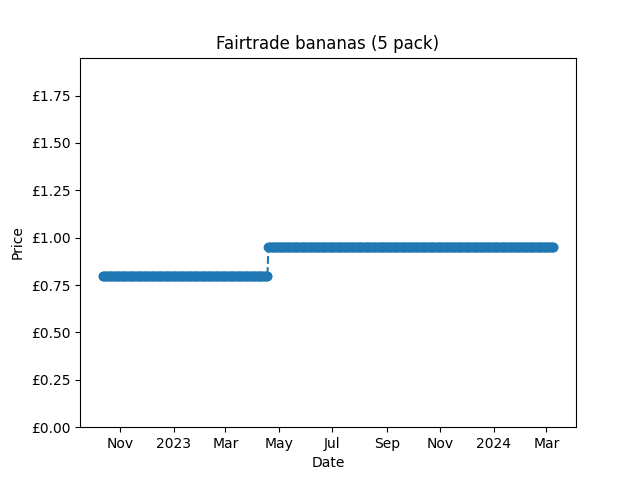 Fairtrade bananas (5 pack)
£1.75
£1.50
£1.25
£1.00
£0.75
£0.50
£0.25
£0.00
Price
Nov 2023 Mar May Jul Sep Nov 2024 Mar
Date